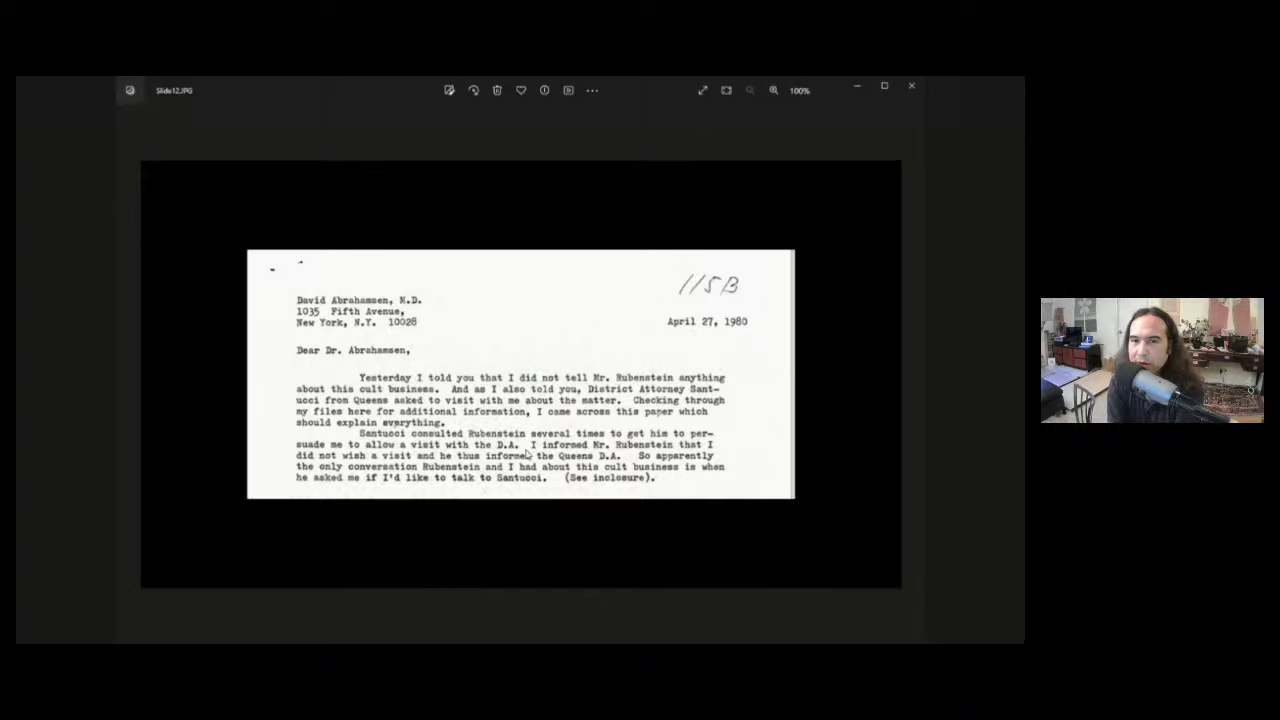 Slide12.JPG
100%
115B
David Abrahamsen, M.D.
1035 Fifth Avenue,
New York, N.Y. 10028
April 27, 1980
Dear Dr. Abrahamsen,
Yesterday I told you that I did not tell Mr. Rubenstein anything
about this cult business. And as I also told you, District Attorney Sant-
ucci from Queens asked to visit with me about the matter. Checking through
my files here for additional information, I came across this paper which
should explain everything.
Santucci consulted Rubenstein several times to get him to per-
suade me to allow a visit with the D.A. I informed Mr. Rubenstein that I
did not wish a visit and he thus informed the Queens D.A. So apparently
the only conversation Rubenstein and I had about this cult business is when
he asked me if I'd like to talk to Santucci. (See inclosure).